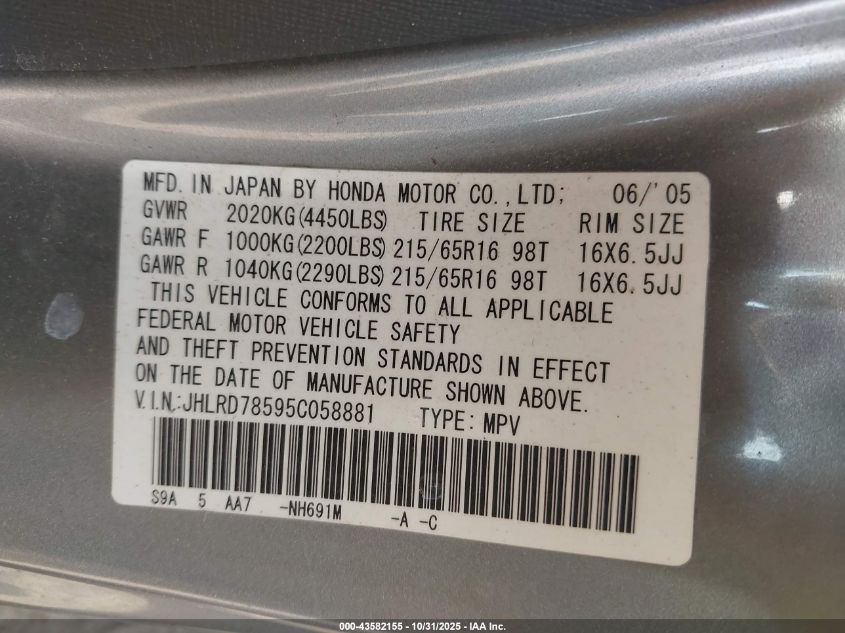 MFD. IN JAPAN BY HONDA MOTOR CO.,LTD; 06/'05
GVWR 2020KG(4450LBS) TIRE SIZE RIM SIZE
GAWR F 1000KG(2200LBS) 215/65R16 98T 16X6.5JJ
GAWR R 1040KG(2290LBS) 215/65R16 98T 16X6.5JJ
THIS VEHICLE CONFORMS TO ALL APPLICABLE
FEDERAL MOTOR VEHICLE SAFETY
AND THEFT PREVENTION STANDARDS IN EFFECT
ON THE DATE OF MANUFACTURE SHOWN ABOVE.
V.I.N.:JHLRD78595C058881 TYPE: MPV
S9A 5 AA7 -NH691M -A -C
000-43582155 - 10/31/2025 - IAA Inc.